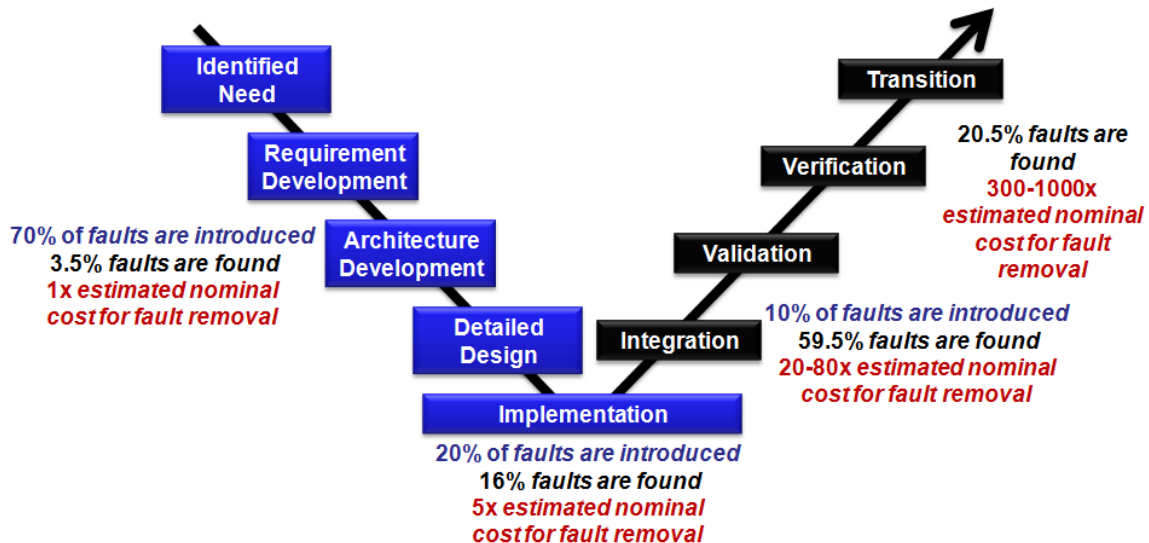 Identified
Need
Requirement
Development
Architecture
Development
Detailed
Design
Implementation
Integration
Validation
Verification
Transition
70% of faults are introduced
3.5% faults are found
1x estimated nominal
cost for fault removal
20% of faults are introduced
16% faults are found
5x estimated nominal
cost for fault removal
10% of faults are introduced
59.5% faults are found
20-80x estimated nominal
cost for fault removal
20.5% faults are
found
300-1000x
estimated nominal
cost for fault
removal